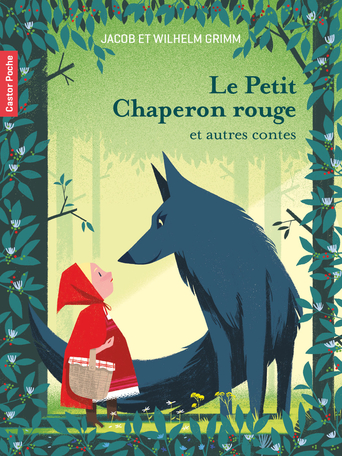 JACOB ET WILHELM GRIMM
Le Petit
Chaperon rouge
et autres contes
Castor Poche